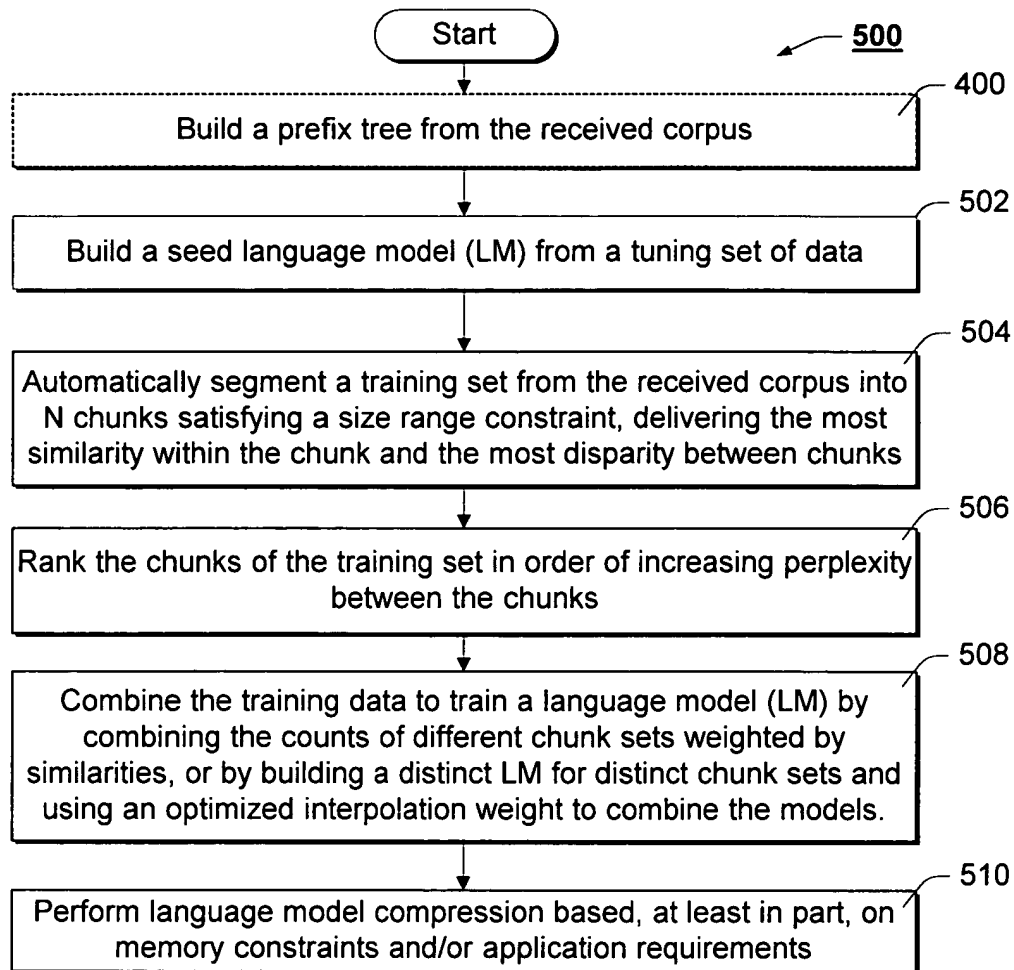 Start
500
400
Build a prefix tree from the received corpus
502
Build a seed language model (LM) from a tuning set of data
504
Automatically segment a training set from the received corpus into
N chunks satisfying a size range constraint, delivering the most
similarity within the chunk and the most disparity between chunks
506
Rank the chunks of the training set in order of increasing perplexity
between the chunks
508
Combine the training data to train a language model (LM) by
combining the counts of different chunk sets weighted by
similarities, or by building a distinct LM for distinct chunk sets and
using an optimized interpolation weight to combine the models.
510
Perform language model compression based, at least in part, on
memory constraints and/or application requirements